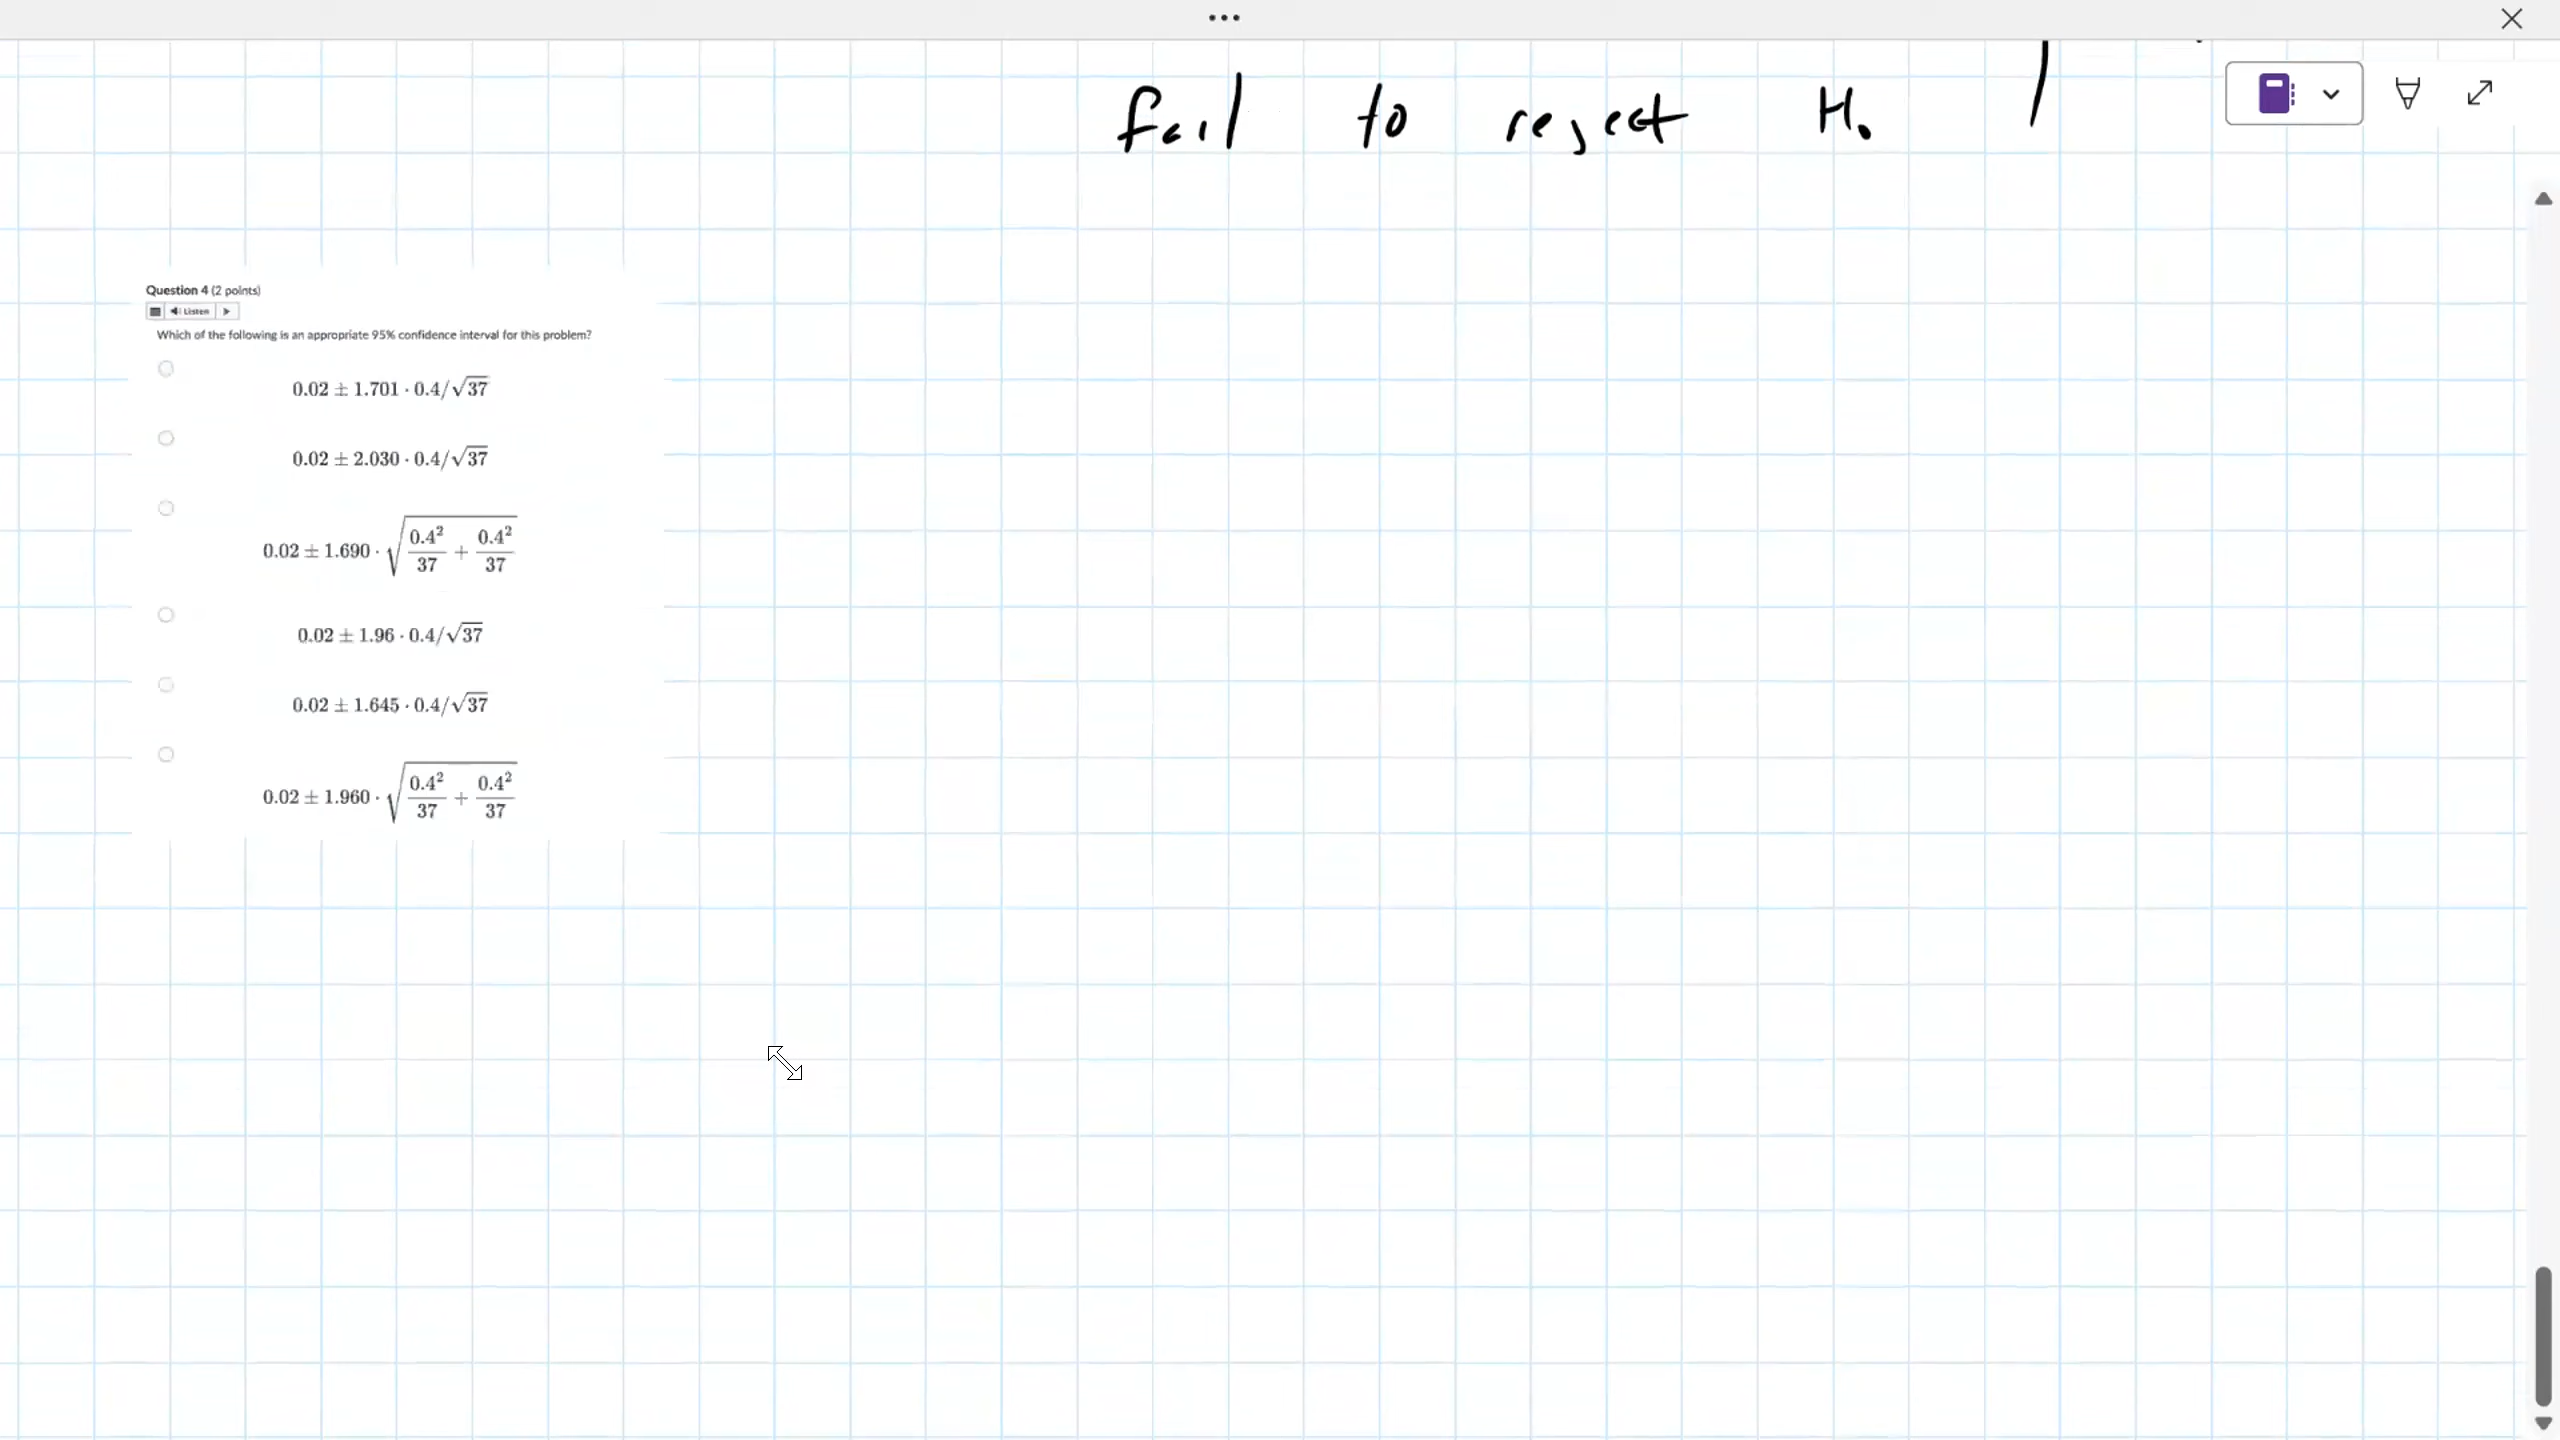 fail to reject H₀
Question 4 (2 points)
Listen
Which of the following is an appropriate 95% confidence interval for this problem?
0.02 ± 1.701 · 0.4/√37
0.02 ± 2.030 · 0.4/√37
0.02 ± 1.690 · √(0.4²/37 + 0.4²/37)
0.02 ± 1.96 · 0.4/√37
0.02 ± 1.645 · 0.4/√37
0.02 ± 1.960 · √(0.4²/37 + 0.4²/37)